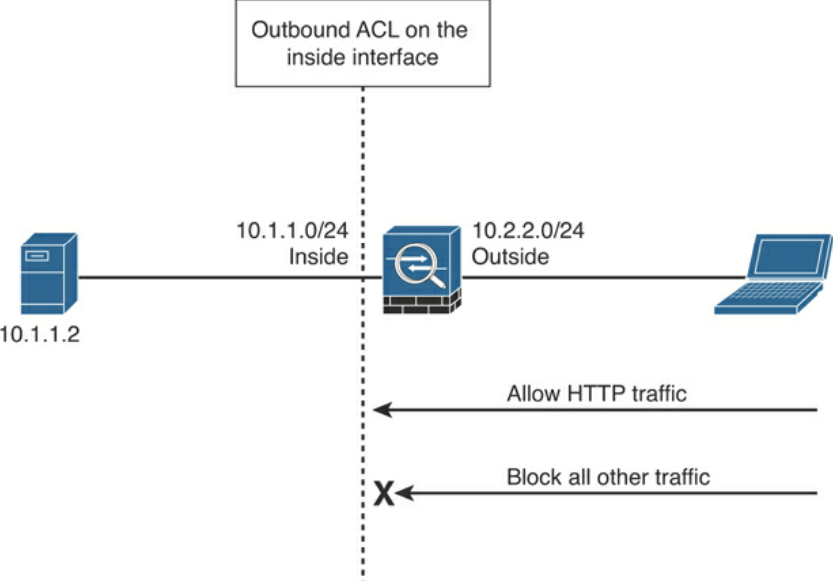 Outbound ACL on the
inside interface
10.1.1.0/24
Inside
10.2.2.0/24
Outside
10.1.1.2
Allow HTTP traffic
X
Block all other traffic